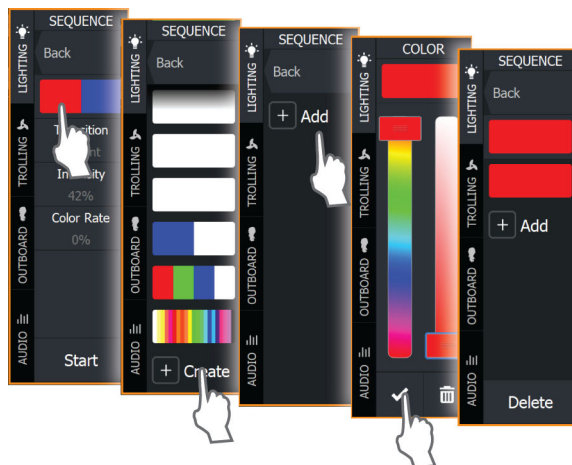 SEQUENCE
Back
Transition
Intensity
42%
Color Rate
0%
Start
LIGHTING
TROLLING
OUTBOARD
AUDIO
SEQUENCE
Back
Create
LIGHTING
TROLLING
OUTBOARD
AUDIO
SEQUENCE
Back
Add
LIGHTING
TROLLING
OUTBOARD
AUDIO
COLOR
LIGHTING
TROLLING
OUTBOARD
AUDIO
SEQUENCE
Back
Add
Delete
LIGHTING
TROLLING
OUTBOARD
AUDIO